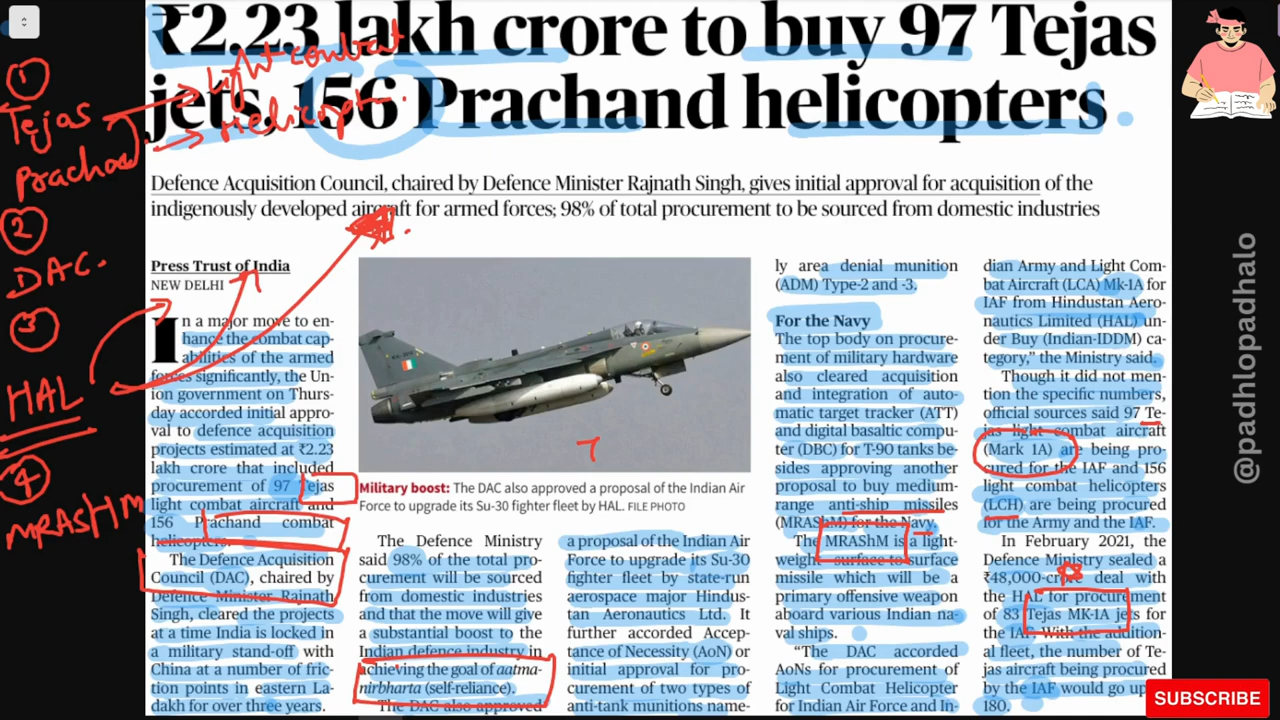 ₹2.23 lakh crore to buy 97 Tejas
jets, 156 Prachand helicopters
Defence Acquisition Council, chaired by Defence Minister Rajnath Singh, gives initial approval for acquisition of the
indigenously developed aircraft for armed forces; 98% of total procurement to be sourced from domestic industries
Press Trust of India
NEW DELHI
In a major move to en-
hance the combat cap-
abilities of the armed
forces significantly, the Un-
ion government on Thurs-
day accorded initial appro-
val to defence acquisition
projects estimated at ₹2.23
lakh crore that included
procurement of 97 Tejas
light combat aircraft and
156 Prachand combat
helicopters.
The Defence Acquisition
Council (DAC), chaired by
Defence Minister Rajnath
Singh, cleared the projects
at a time India is locked in
a military stand-off with
China at a number of fric-
tion points in eastern La-
dakh for over three years.
Military boost: The DAC also approved a proposal of the Indian Air
Force to upgrade its Su-30 fighter fleet by HAL. FILE PHOTO
The Defence Ministry
said 98% of the total pro-
curement will be sourced
from domestic industries
and that the move will give
a substantial boost to the
Indian defence industry in
achieving the goal of aatma-
nirbharta (self-reliance).
The DAC also approved
a proposal of the Indian Air
Force to upgrade its Su-30
fighter fleet by state-run
aerospace major Hindus-
tan Aeronautics Ltd. It
further accorded Accep-
tance of Necessity (AoN) or
initial approval for pro-
curement of two types of
anti-tank munitions name-
ly area denial munition
(ADM) Type-2 and -3.
For the Navy
The top body on procure-
ment of military hardware
also cleared acquisition
and integration of auto-
matic target tracker (ATT)
and digital basaltic compu-
ter (DBC) for T-90 tanks be-
sides approving another
proposal to buy medium-
range anti-ship missiles
(MRAShM) for the Navy.
The MRAShM is a light-
weight surface-to-surface
missile which will be a
primary offensive weapon
aboard various Indian na-
val ships.
"The DAC accorded
AoNs for procurement of
Light Combat Helicopter
for Indian Air Force and In-
dian Army and Light Com-
bat Aircraft (LCA) Mk-1A for
IAF from Hindustan Aero-
nautics Limited (HAL) un-
der Buy (Indian-IDDM) ca-
tegory," the Ministry said.
Though it did not men-
tion the specific numbers,
official sources said 97 Te-
jas light combat aircraft
(Mark 1A) are being pro-
cured for the IAF and 156
light combat helicopters
(LCH) are being procured
for the Army and the IAF.
In February 2021, the
Defence Ministry sealed a
₹48,000-crore deal with
the HAL for procurement
of 83 Tejas MK-1A jets for
the IAF. With the addition-
al fleet, the number of Te-
jas aircraft being procured
by the IAF would go up
180.
1
Tejas
light combat
Prachad
Helicopt
2
DAC.
3
HAL
4
MRASHM
@padhlopadhalo
SUBSCRIBE